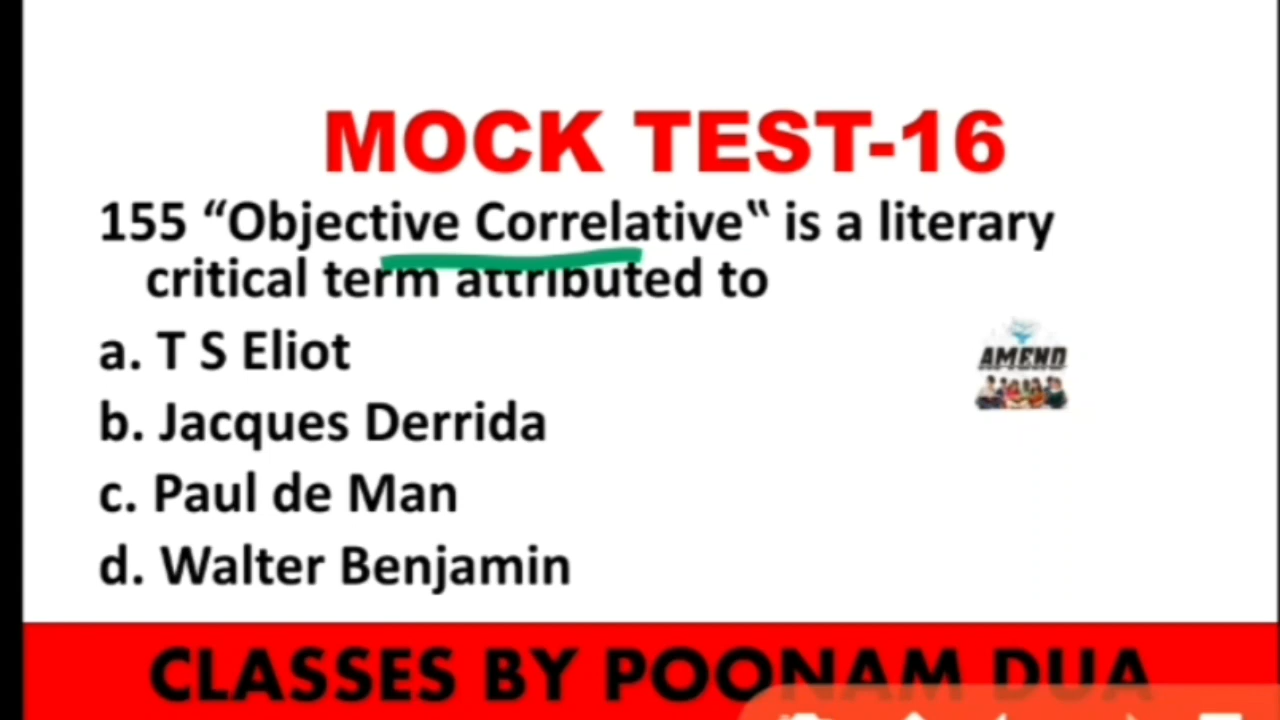 MOCK TEST-16
155 “Objective Correlative‟ is a literary
critical term attributed to
a. T S Eliot
AMEND
b. Jacques Derrida
c. Paul de Man
d. Walter Benjamin
CLASSES BY POONAM DUA